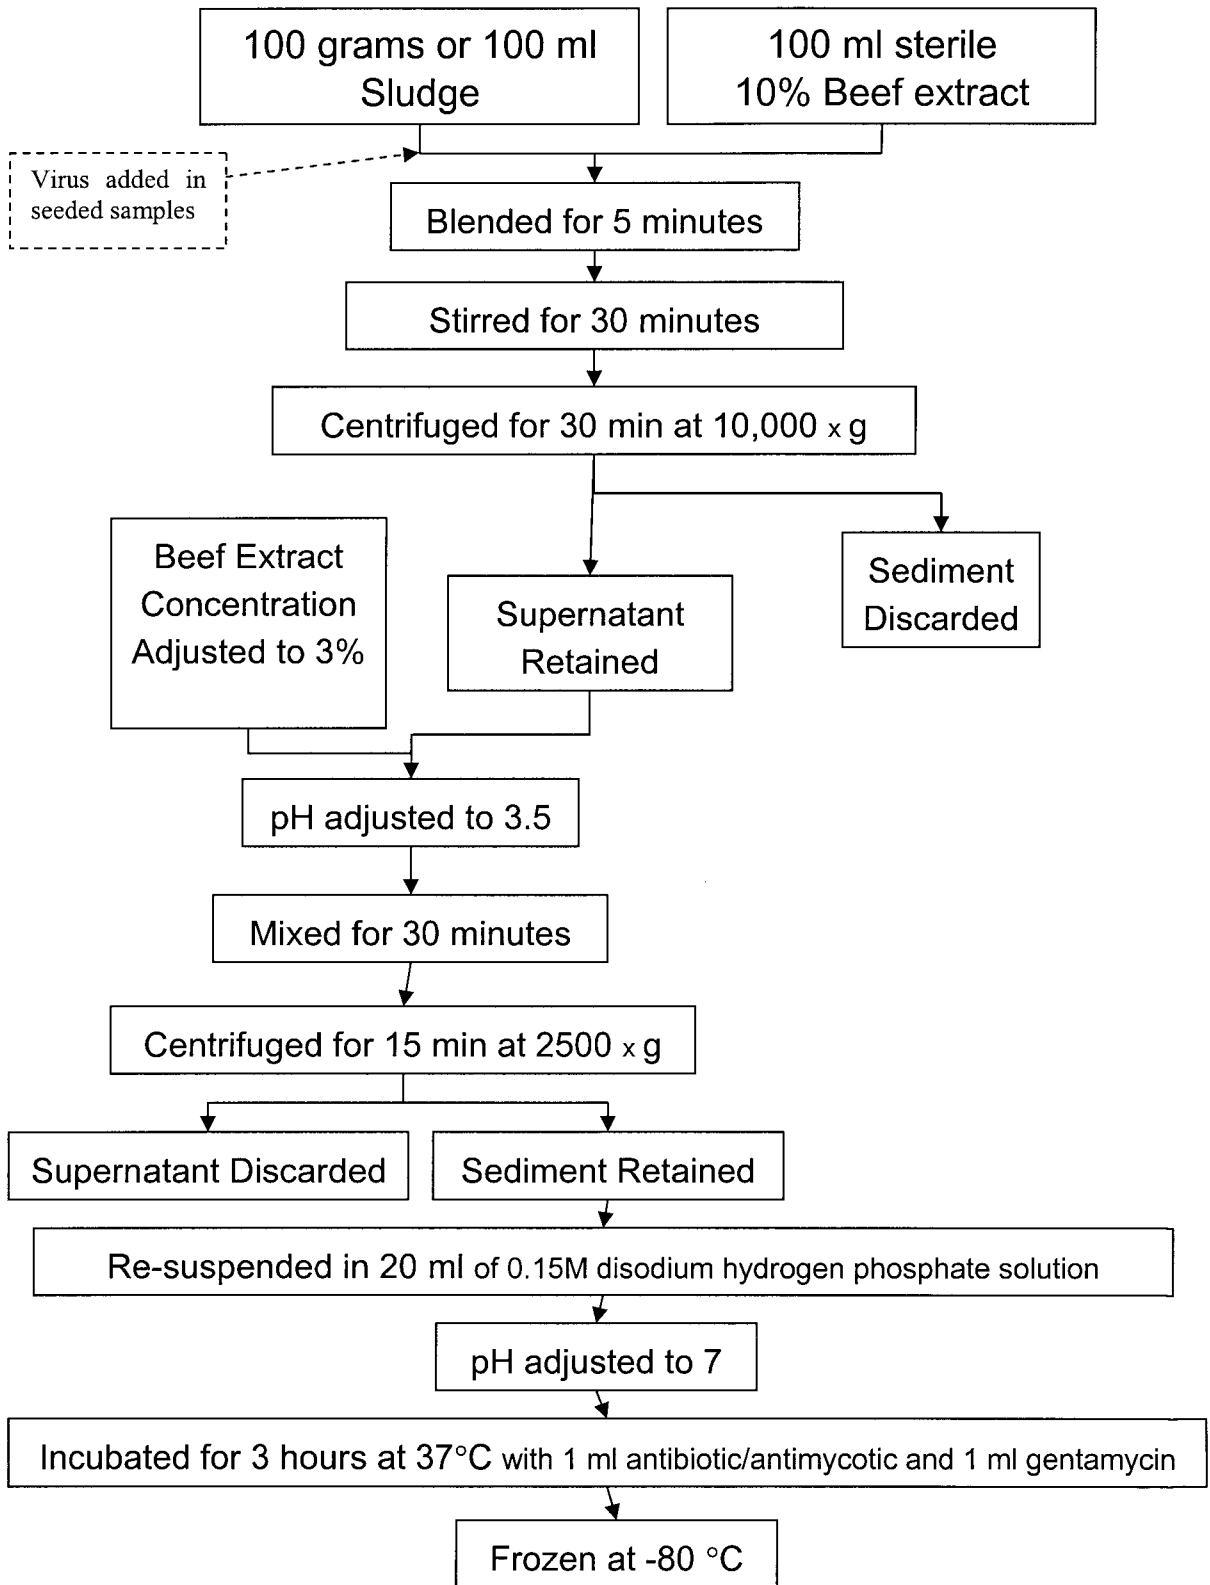 100 grams or 100 ml
Sludge
100 ml sterile
10% Beef extract
Virus added in
seeded samples
Blended for 5 minutes
Stirred for 30 minutes
Centrifuged for 30 min at 10,000 x g
Beef Extract
Concentration
Adjusted to 3%
Supernatant
Retained
Sediment
Discarded
pH adjusted to 3.5
Mixed for 30 minutes
Centrifuged for 15 min at 2500 x g
Supernatant Discarded
Sediment Retained
Re-suspended in 20 ml of 0.15M disodium hydrogen phosphate solution
pH adjusted to 7
Incubated for 3 hours at 37°C with 1 ml antibiotic/antimycotic and 1 ml gentamycin
Frozen at -80 °C